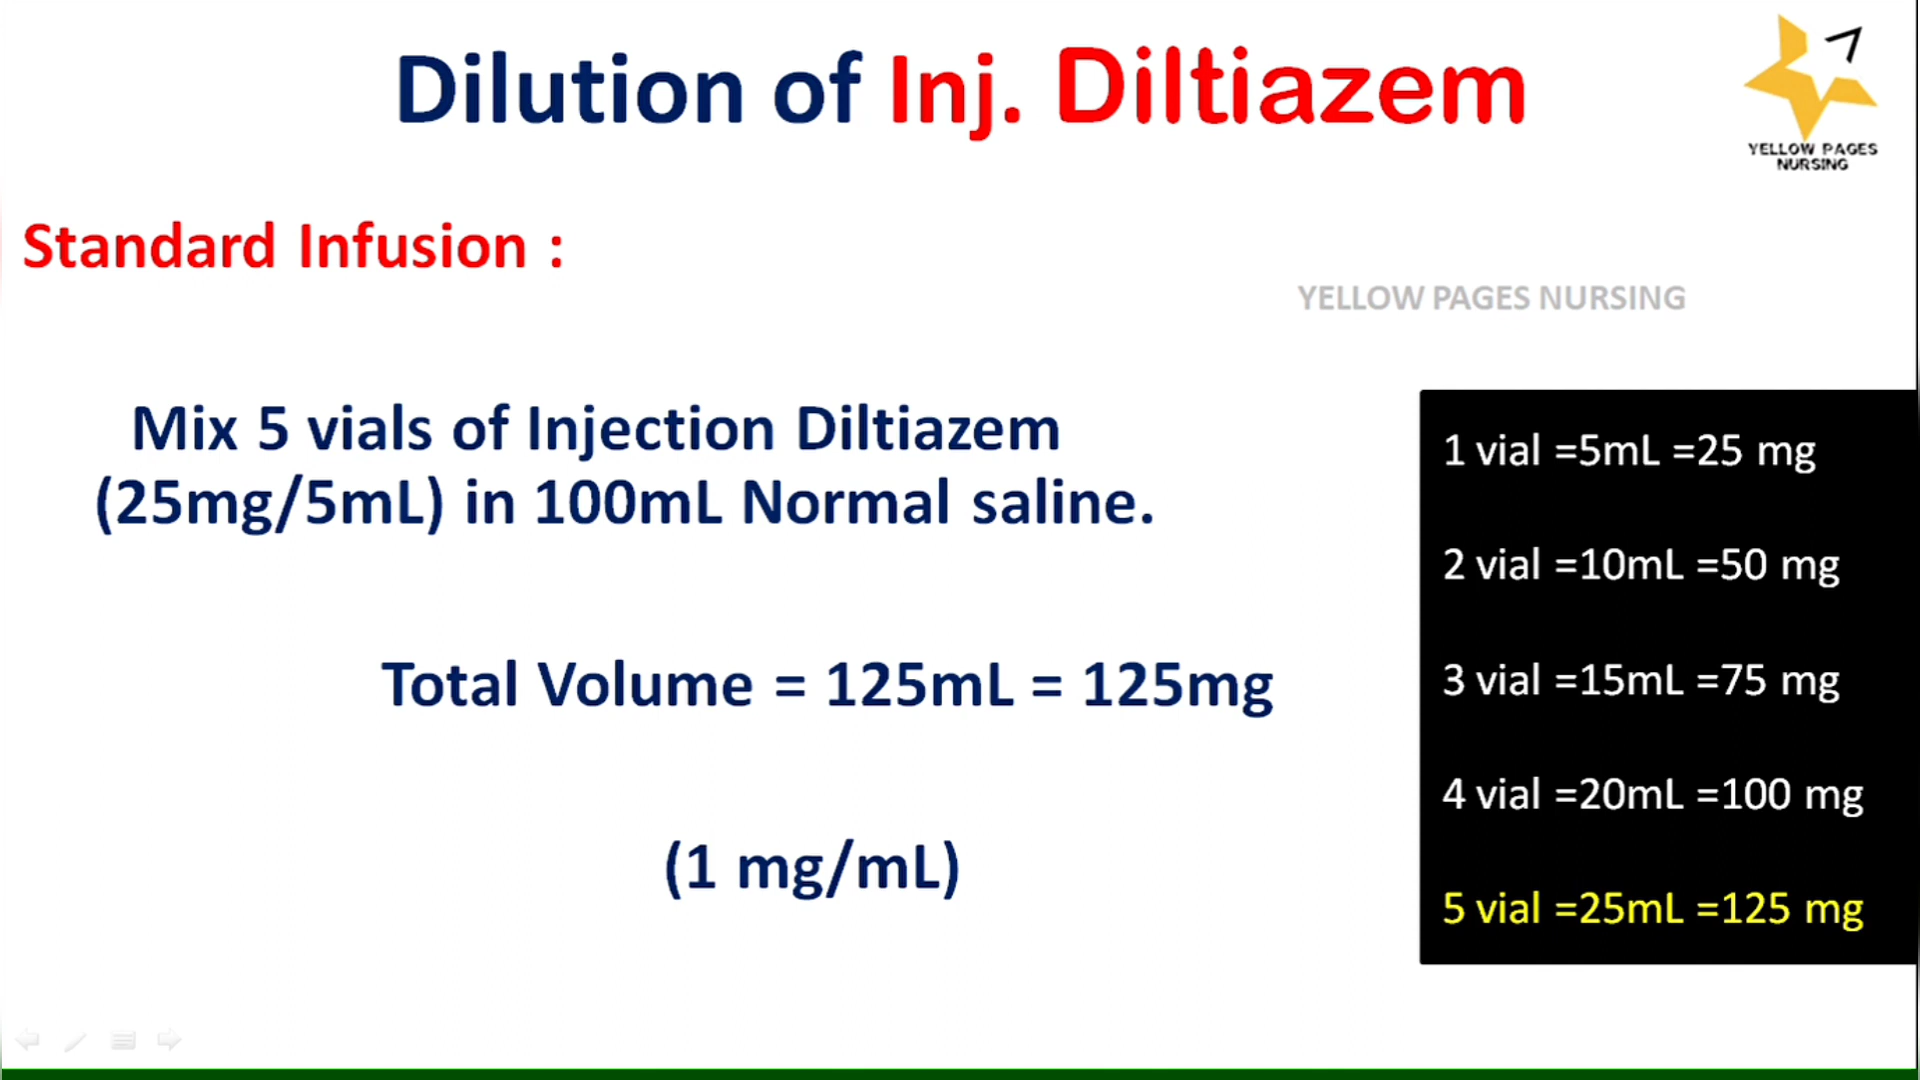 Dilution of Inj. Diltiazem
YELLOW PAGES
NURSING
Standard Infusion :
YELLOW PAGES NURSING
Mix 5 vials of Injection Diltiazem
(25mg/5mL) in 100mL Normal saline.
Total Volume = 125mL = 125mg
(1 mg/mL)
1 vial =5mL =25 mg
2 vial =10mL =50 mg
3 vial =15mL =75 mg
4 vial =20mL =100 mg
5 vial =25mL =125 mg